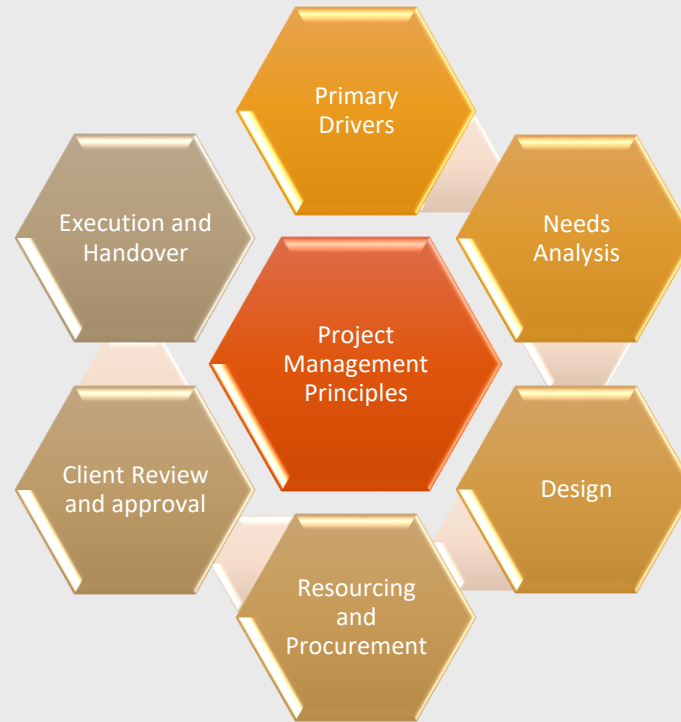 Primary
Drivers
Needs
Analysis
Design
Resourcing
and
Procurement
Client Review
and approval
Execution and
Handover
Project
Management
Principles